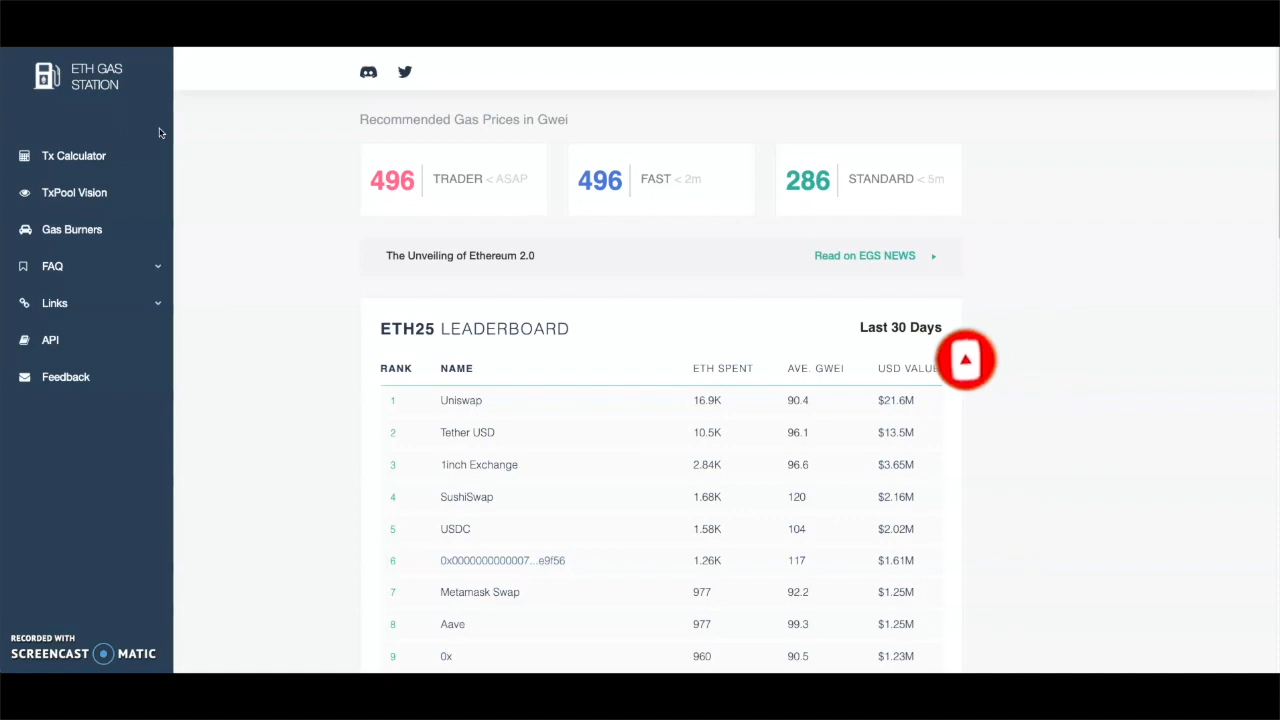 ETH GAS
STATION
Tx Calculator
TxPool Vision
Gas Burners
FAQ
Links
API
Feedback
RECORDED WITH
SCREENCAST MATIC
Recommended Gas Prices in Gwei
496 TRADER < ASAP
496 FAST < 2m
286 STANDARD < 5m
The Unveiling of Ethereum 2.0 Read on EGS NEWS
ETH25 LEADERBOARD Last 30 Days
RANK NAME ETH SPENT AVE. GWEI USD VALUE
1 Uniswap 16.9K 90.4 $21.6M
2 Tether USD 10.5K 96.1 $13.5M
3 1inch Exchange 2.84K 96.6 $3.65M
4 SushiSwap 1.68K 120 $2.16M
5 USDC 1.58K 104 $2.02M
6 0x0000000000007...e9f56 1.26K 117 $1.61M
7 Metamask Swap 977 92.2 $1.25M
8 Aave 977 99.3 $1.25M
9 0x 960 90.5 $1.23M